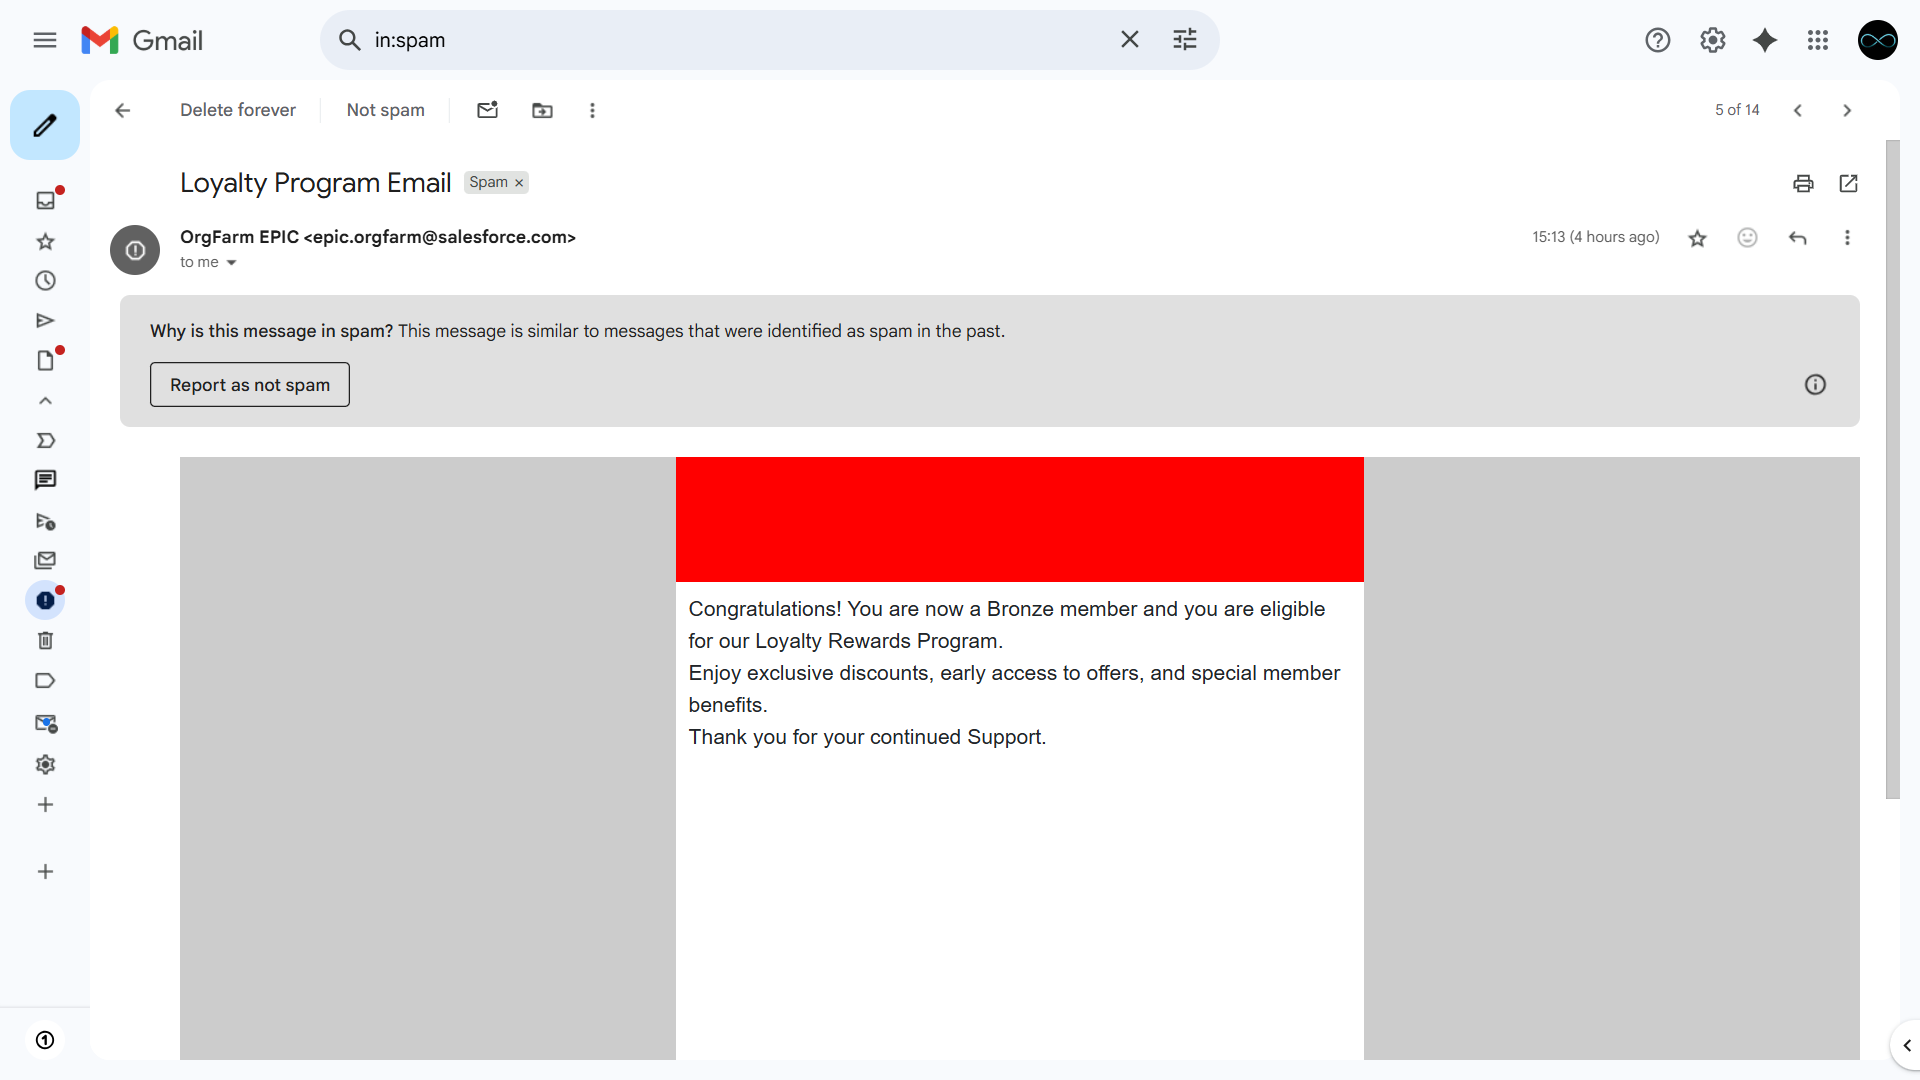 Gmail
in:spam
Delete forever
Not spam
5 of 14
Loyalty Program Email
Spam ×
OrgFarm EPIC <epic.orgfarm@salesforce.com>
15:13 (4 hours ago)
to me
Why is this message in spam? This message is similar to messages that were identified as spam in the past.
Report as not spam
Congratulations! You are now a Bronze member and you are eligible
for our Loyalty Rewards Program.
Enjoy exclusive discounts, early access to offers, and special member
benefits.
Thank you for your continued Support.